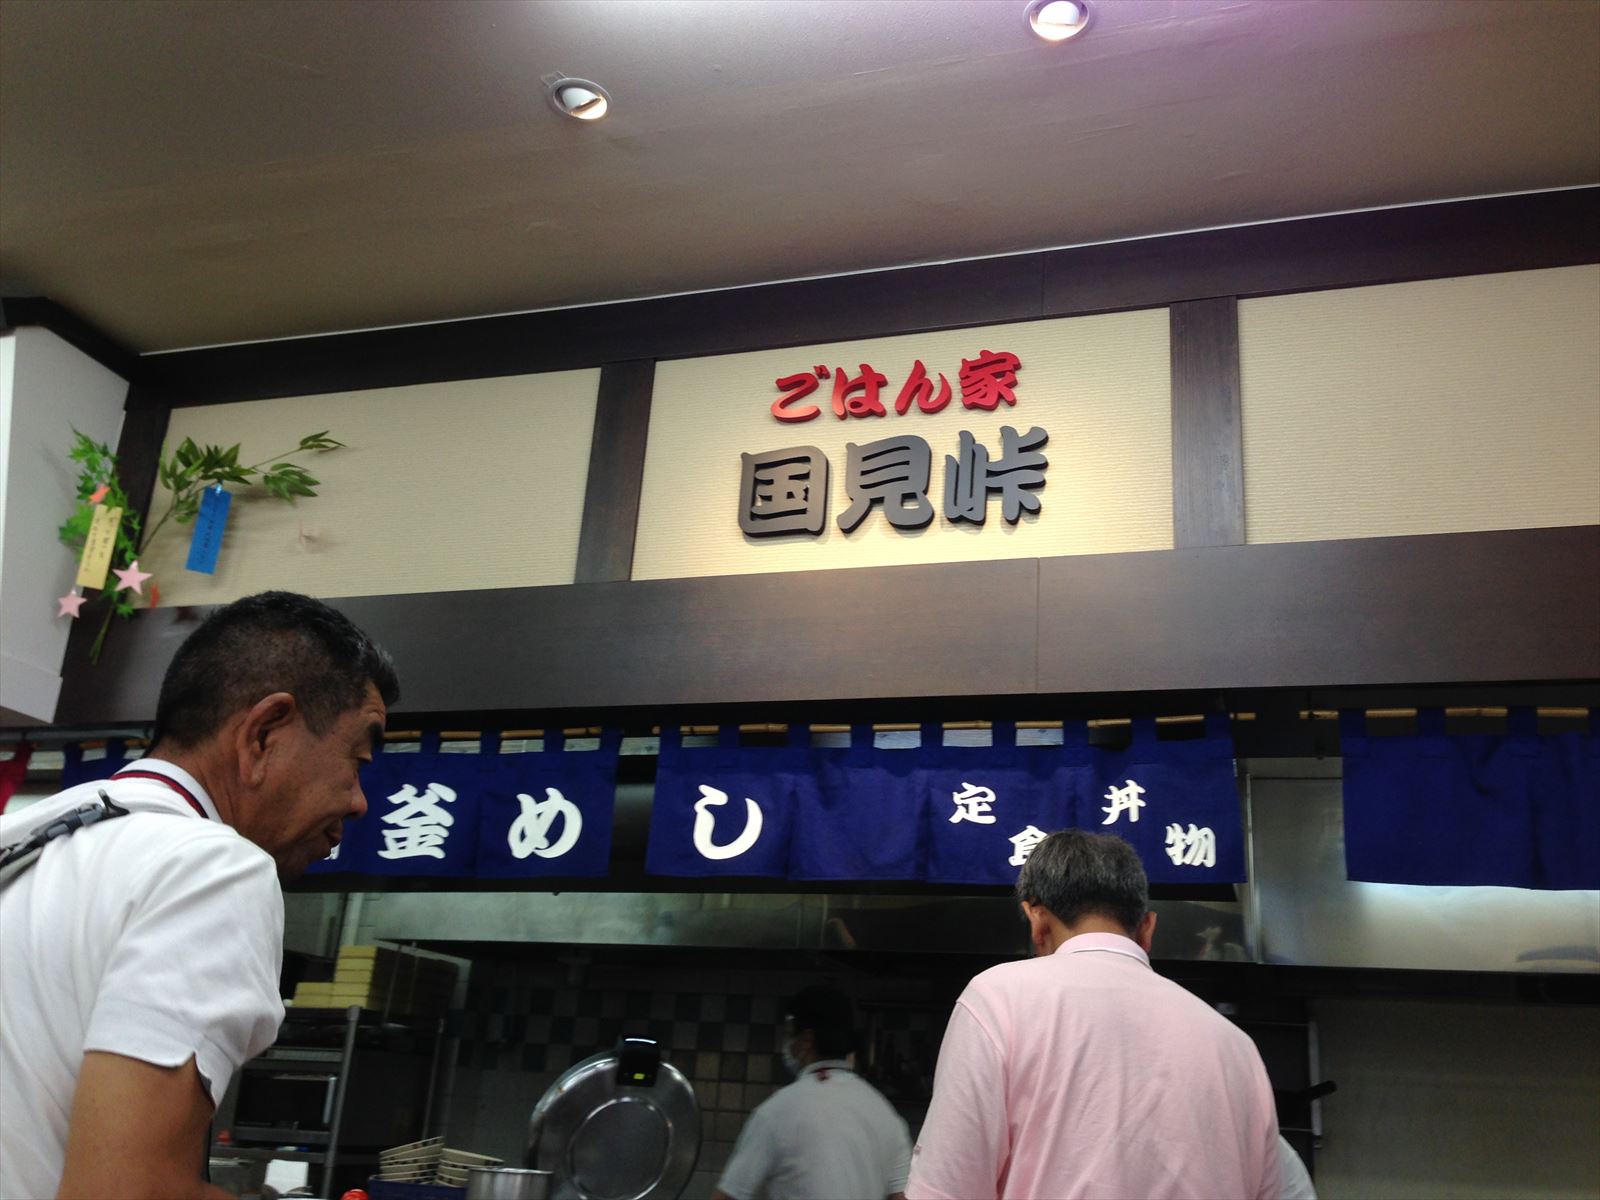 ごはん家
国見峠
釜めし
定食
丼物